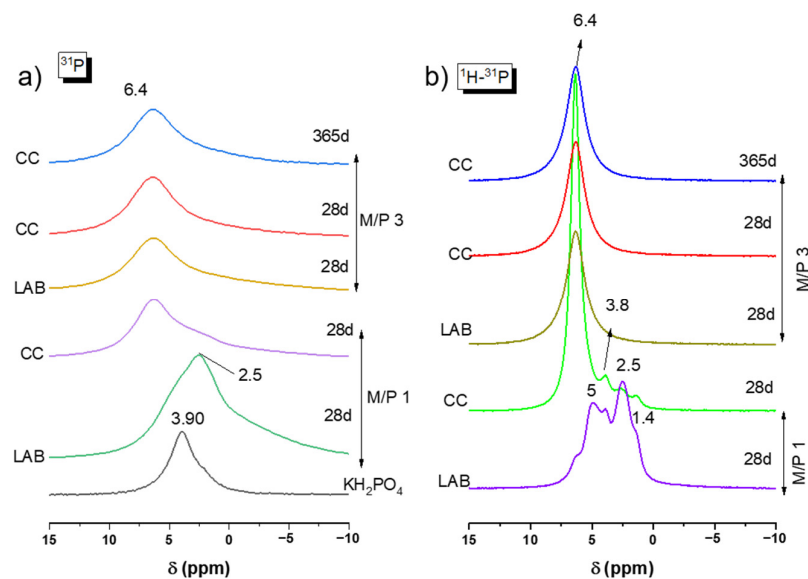 a)
³¹P
6.4
365d
CC
28d
CC
M/P 3
28d
LAB
28d
CC
2.5
M/P 1
28d
3.90
LAB
KH₂PO₄
15 10 5 0 −5 −10
δ (ppm)
b)
¹H-³¹P
6.4
365d
CC
28d
CC
M/P 3
28d
3.8
LAB
2.5
28d
5
CC
1.4
28d
M/P 1
LAB
15 10 5 0 −5 −10
δ (ppm)